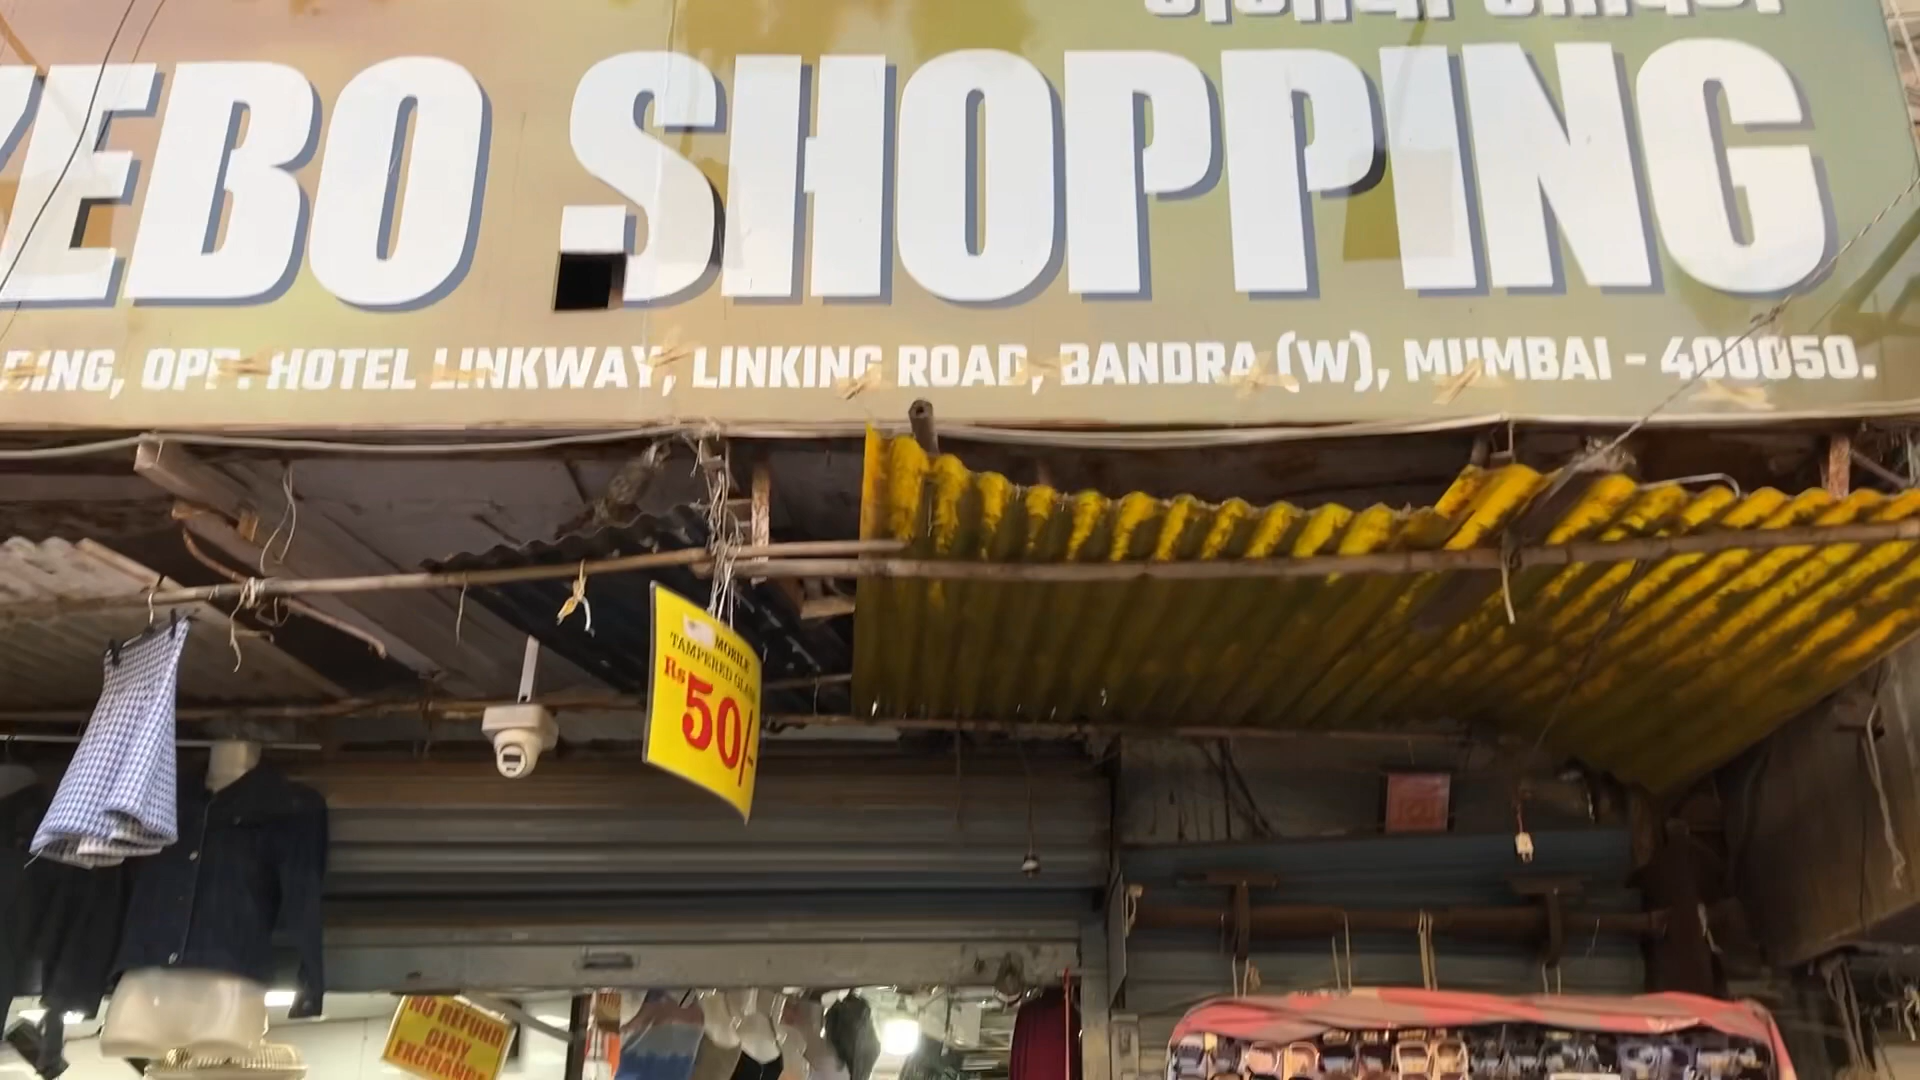 EBO SHOPPING
DING, OPP. HOTEL LINKWAY, LINKING ROAD, BANDRA (W), MUMBAI - 400050.
MOBILE
TAMPERED GLASS
Rs 50/-
NO REFUND
ONLY
EXCHANGE